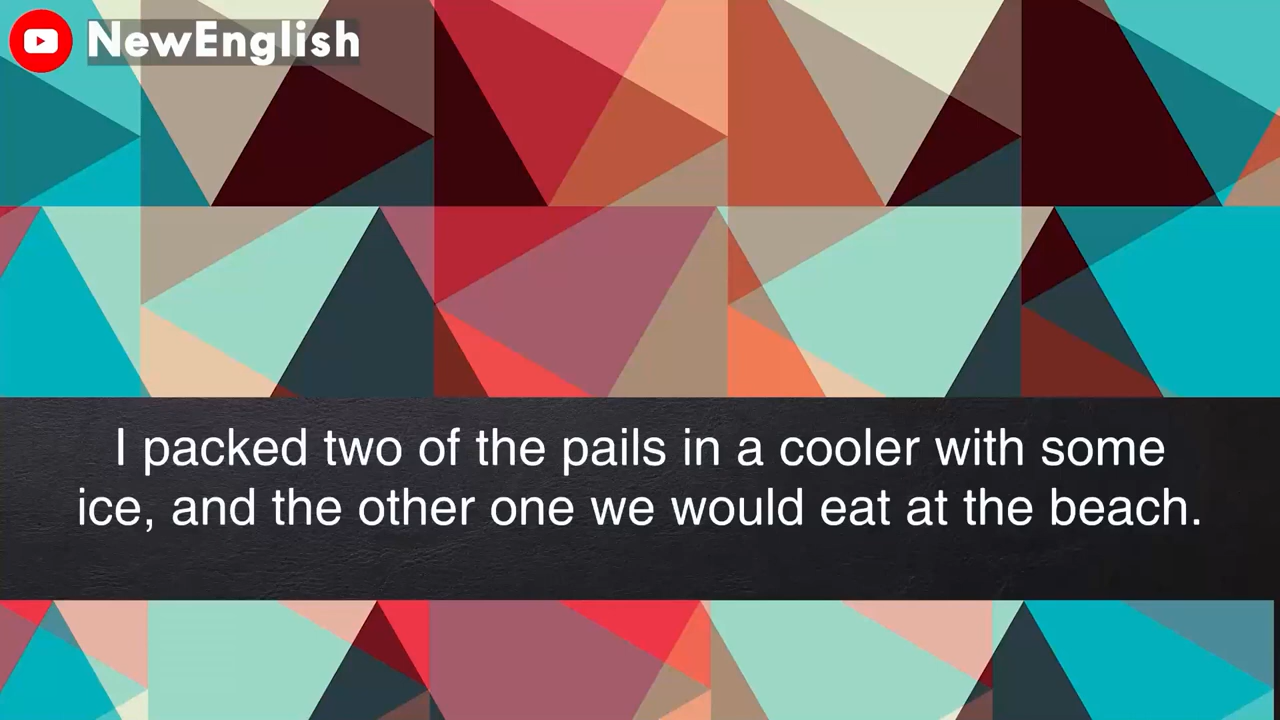 NewEnglish
I packed two of the pails in a cooler with some
ice, and the other one we would eat at the beach.